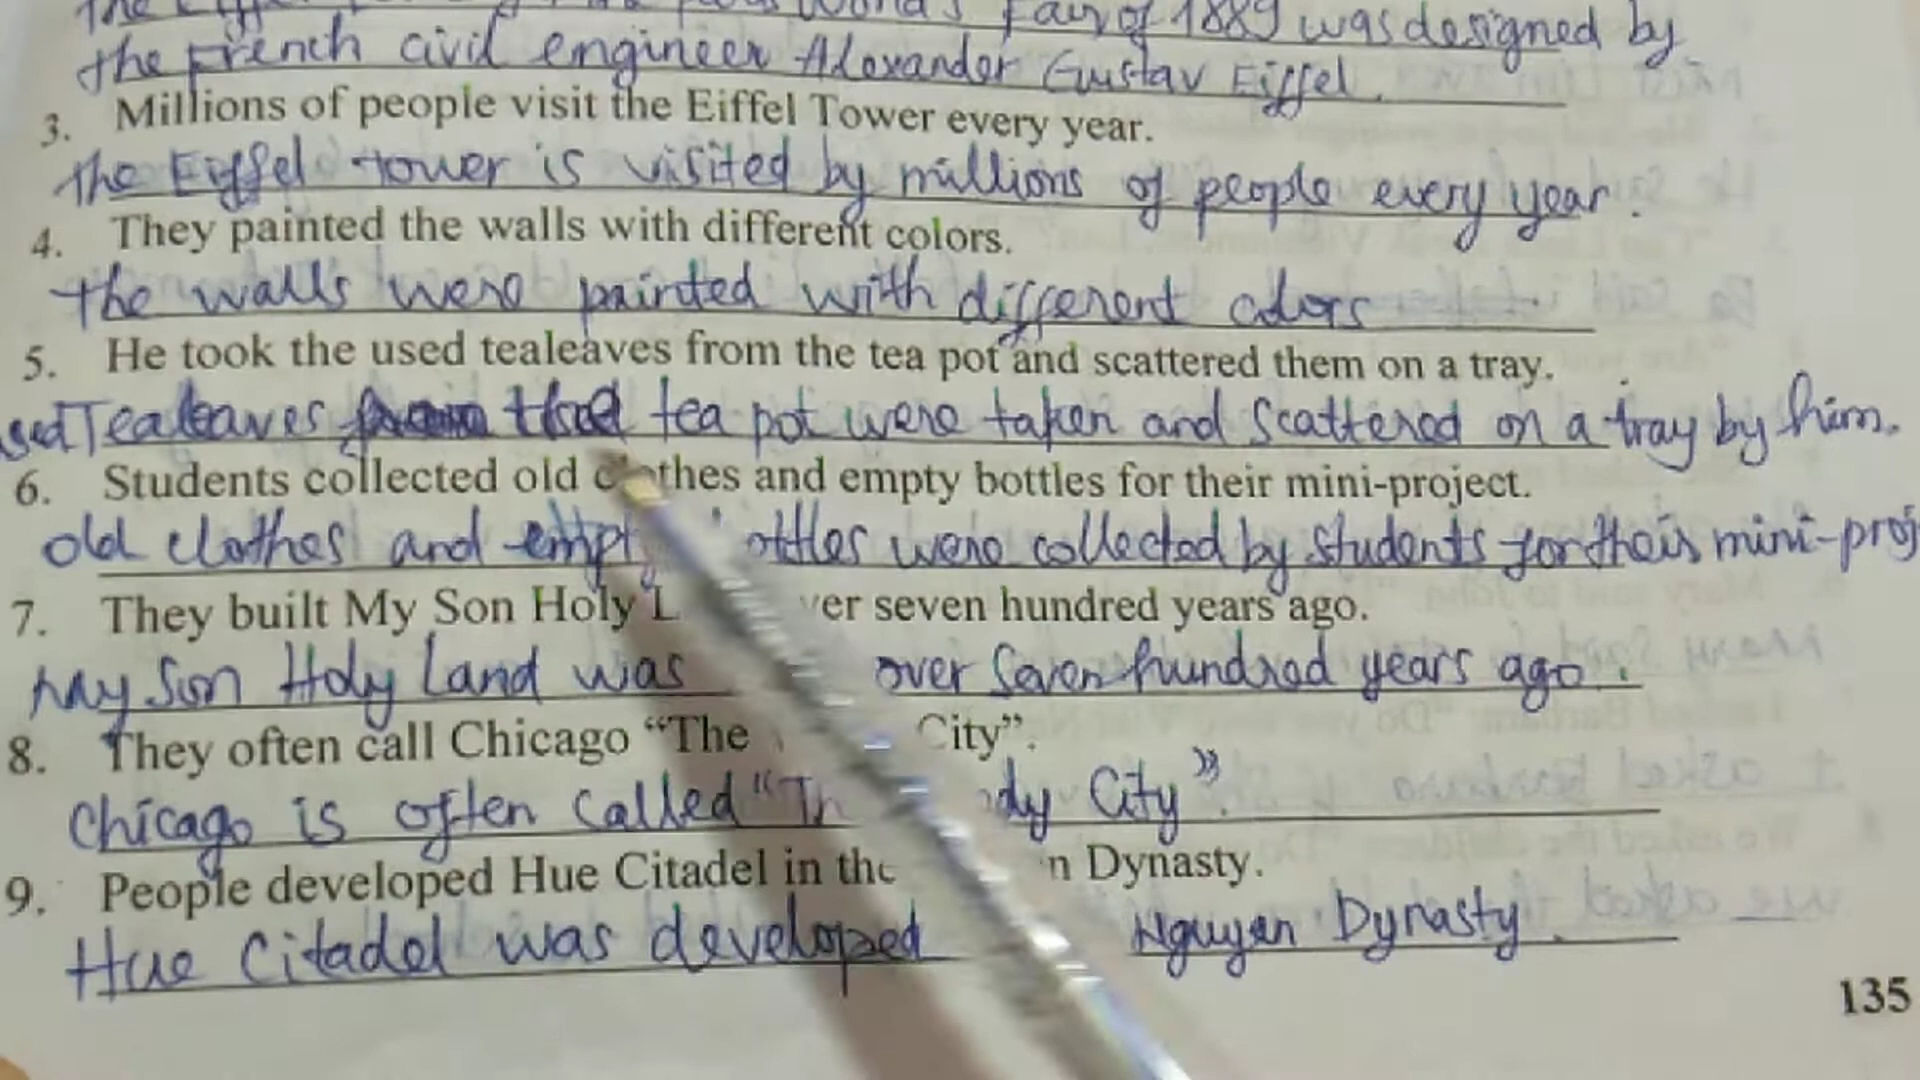 the Eiffel World's Fair of 1889 was designed by
the French civil engineer Alexander Gustav Eiffel.
3. Millions of people visit the Eiffel Tower every year.
The Eiffel tower is visited by millions of people every year.
4. They painted the walls with different colors.
the walls were painted with different colors
5. He took the used tealeaves from the tea pot and scattered them on a tray.
sed Tealeaves tea pot were taken and scattered on a tray by him.
6. Students collected old clothes and empty bottles for their mini-project.
old clothes and empty ottles were collected by students for their mini-proj
7. They built My Son Holy L ver seven hundred years ago.
My Son Holy Land was over seven hundred years ago.
8. They often call Chicago “The City”.
Chicago is often called “Th dy City”.
9. People developed Hue Citadel in the n Dynasty.
Hue Citadel was developed Nguyen Dynasty.
135